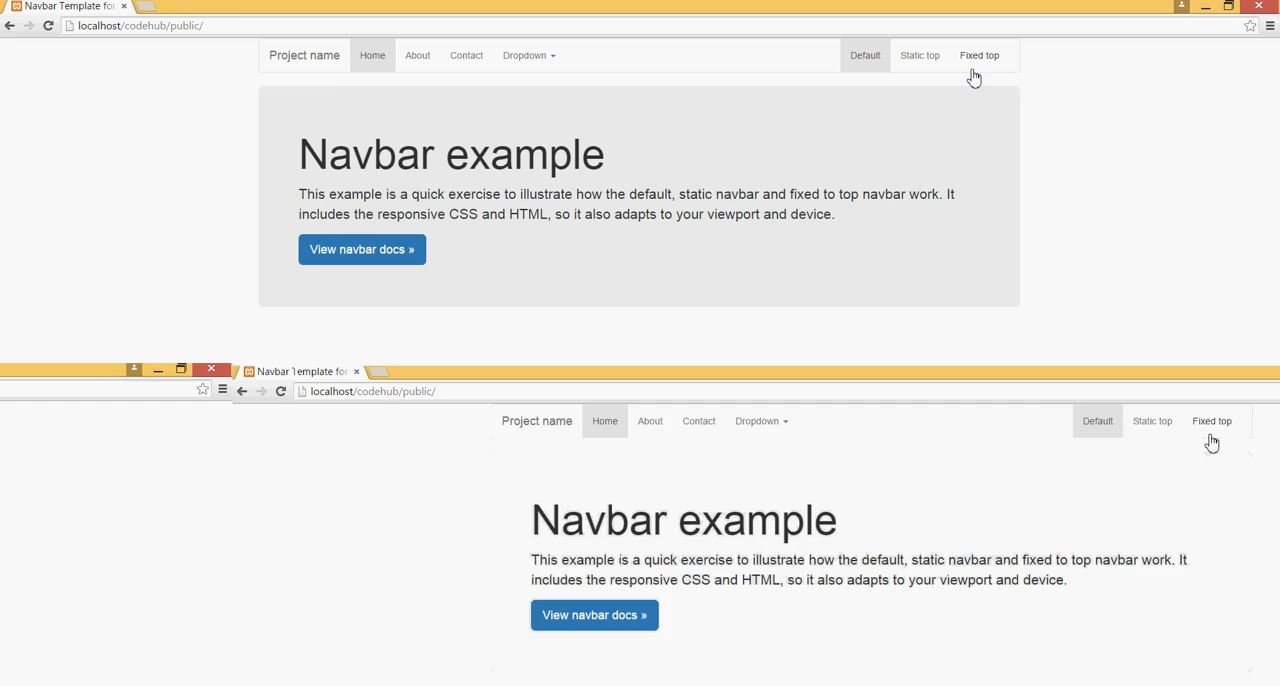 Navbar Template for
localhost/codehub/public/
Project name Home About Contact Dropdown Default Static top Fixed top
Navbar example
This example is a quick exercise to illustrate how the default, static navbar and fixed to top navbar work. It
includes the responsive CSS and HTML, so it also adapts to your viewport and device.
View navbar docs »
Navbar Template for
localhost/codehub/public/
Project name Home About Contact Dropdown Default Static top Fixed top
Navbar example
This example is a quick exercise to illustrate how the default, static navbar and fixed to top navbar work. It
includes the responsive CSS and HTML, so it also adapts to your viewport and device.
View navbar docs »